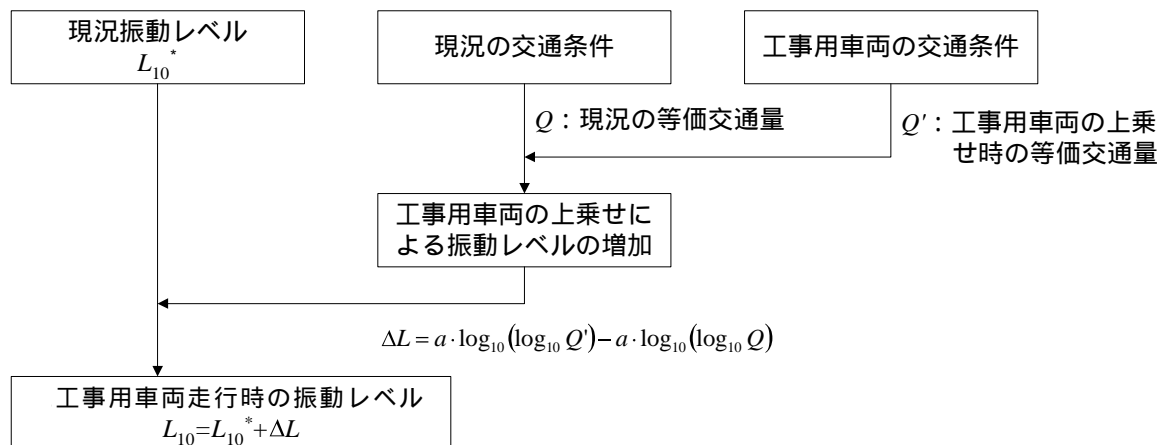 現況振動レベル
L₁₀*
現況の交通条件
工事用車両の交通条件
Q：現況の等価交通量
Q'：工事用車両の上乗
せ時の等価交通量
工事用車両の上乗せに
よる振動レベルの増加
ΔL = a · log₁₀(log₁₀ Q') − a · log₁₀(log₁₀ Q)
工事用車両走行時の振動レベル
L₁₀=L₁₀*+ΔL